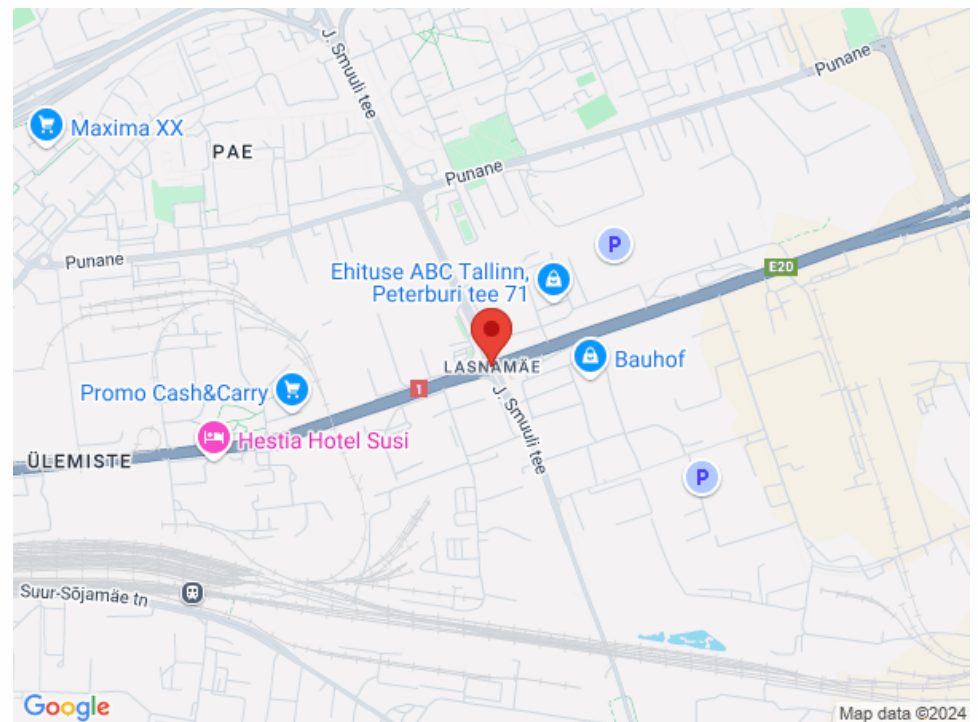 J. Smuuli tee
Punane
Maxima XX
PAE
Punane
Punane
P
E20
Ehituse ABC Tallinn,
Peterburi tee 71
LASNAMÄE
Bauhof
1
Promo Cash&Carry
J. Smuuli tee
Hestia Hotel Susi
ÜLEMISTE
P
Suur-Sõjamäe tn
Google
Map data ©2024